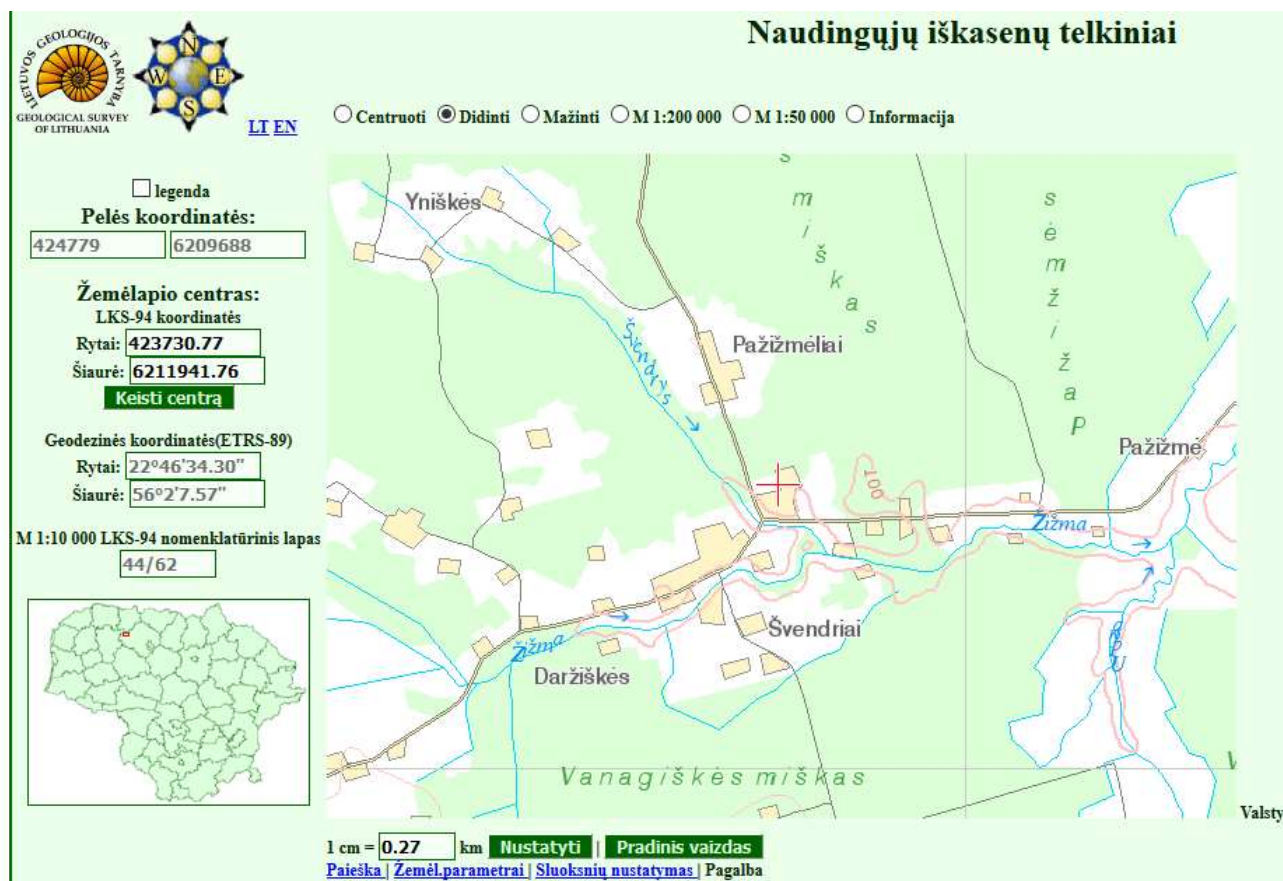 Naudingųjų iškasenų telkiniai
LIETUVOS GEOLOGIJOS TARNYBA
GEOLOGICAL SURVEY
OF LITHUANIA
N
W
E
S
LT EN
Centruoti Didinti Mažinti M 1:200 000 M 1:50 000 Informacija
legenda
Pelės koordinatės:
424779 6209688
Žemėlapio centras:
LKS-94 koordinatės
Rytai: 423730.77
Šiaurė: 6211941.76
Keisti centrą
Geodezinės koordinatės(ETRS-89)
Rytai: 22°46'34.30"
Šiaurė: 56°2'7.57"
M 1:10 000 LKS-94 nomenklatūrinis lapas
44/62
Yniškės
s miškas
sėmžižaP
Švendrys
Pažižmėliai
Pažižmė
100
Žižma
Švendriai
Žižma
Daržiškės
Upė
Vanagiškės miškas
V
Valsty
1 cm = 0.27 km Nustatyti | Pradinis vaizdas
Paieška | Žemėl.parametrai | Sluoksnių nustatymas | Pagalba